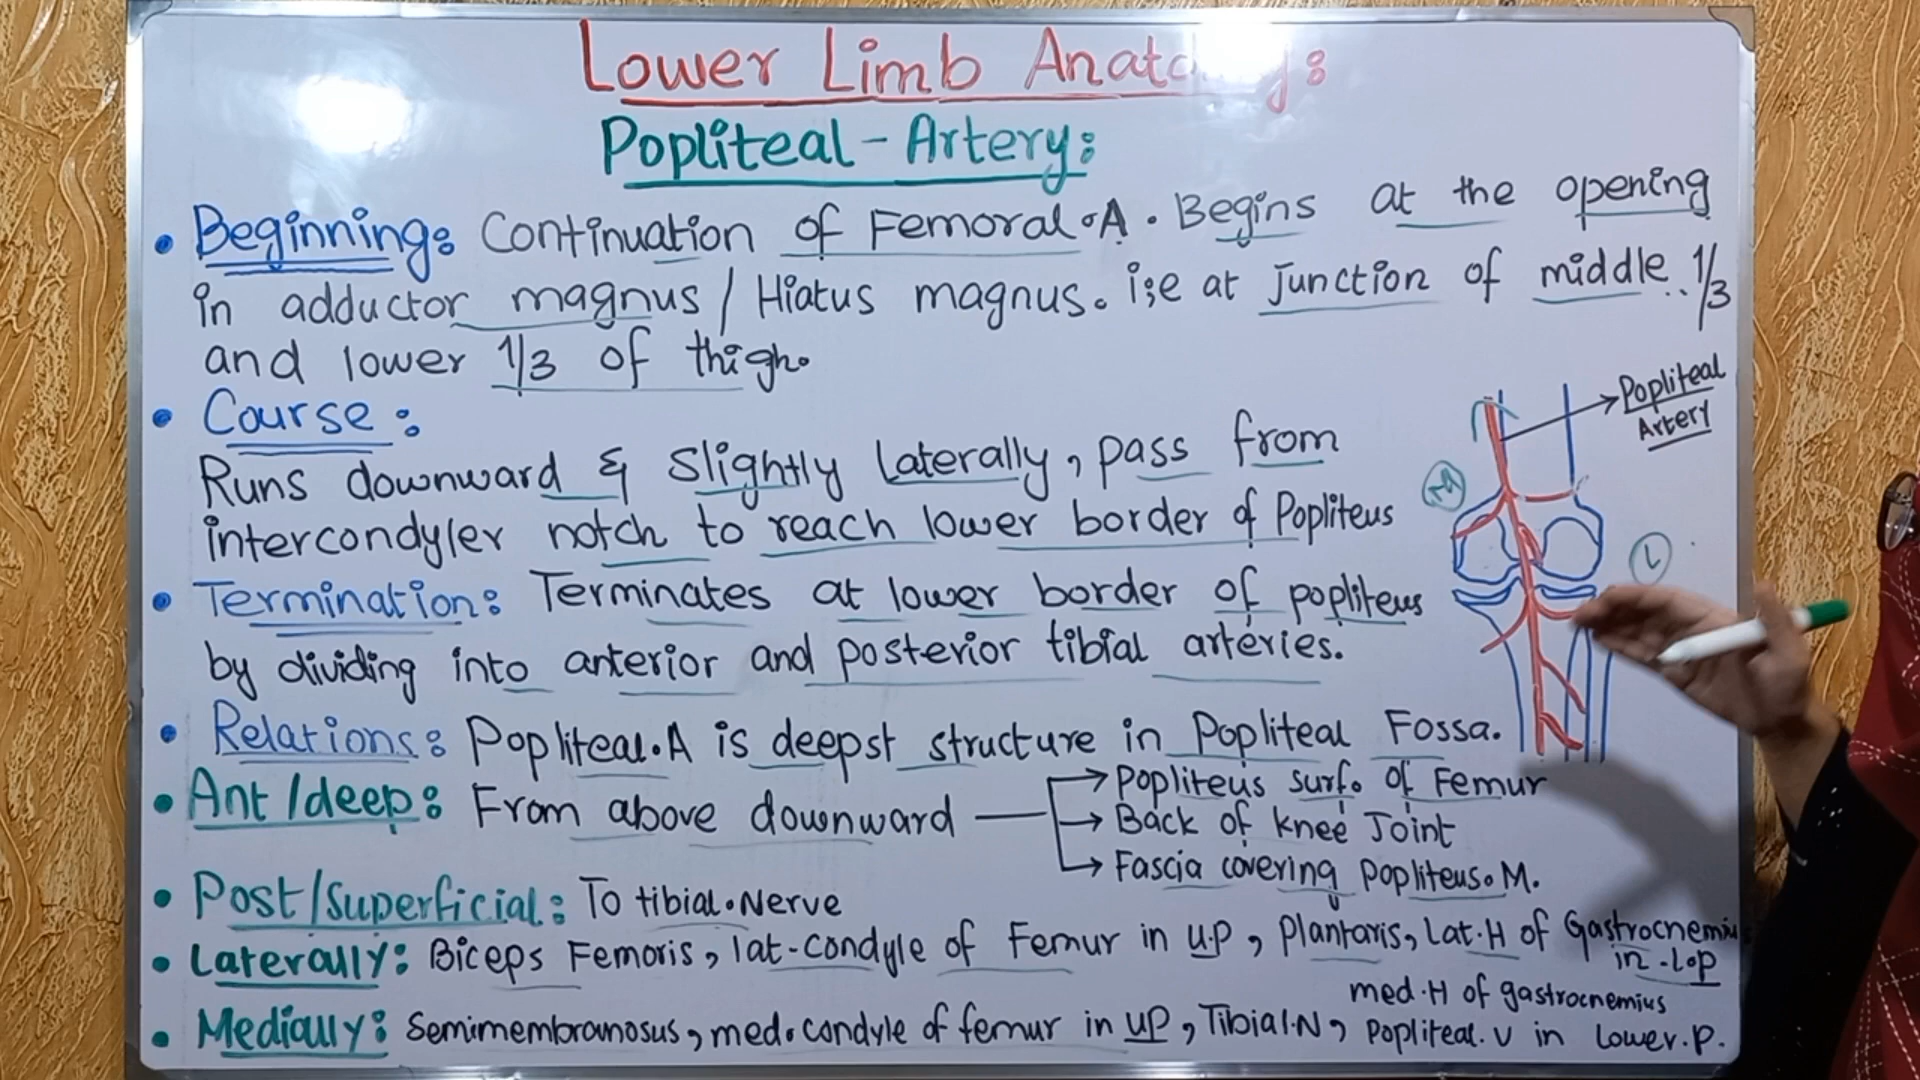 Lower Limb Anato y:
Popliteal-Artery:
• Beginning: Continuation of Femoral.A. Begins at the opening
in adductor magnus / Hiatus magnus. i;e at junction of middle 1/3
and lower 1/3 of thigh.
• Course:
Runs downward & slightly laterally, pass from
intercondyler notch to reach lower border of Popliteus
• Termination: Terminates at lower border of popliteus
by dividing into anterior and posterior tibial arteries.
• Relations: Popliteal.A is deepst structure in Popliteal Fossa.
• Ant/deep: From above downward
→ Popliteus surf. of Femur
→ Back of knee Joint
→ Fascia covering Popliteus.M.
• Post/Superficial: To tibial.Nerve
• Laterally: Biceps Femoris, lat-condyle of Femur in U.P, Plantaris, Lat.H of Gastrocnemius
in -lop
med.H of gastrocnemius
• Medially: Semimembranosus, med.condyle of femur in UP, Tibial.N, Popliteal.V in Lower.P.
Popliteal
Artery
M
L